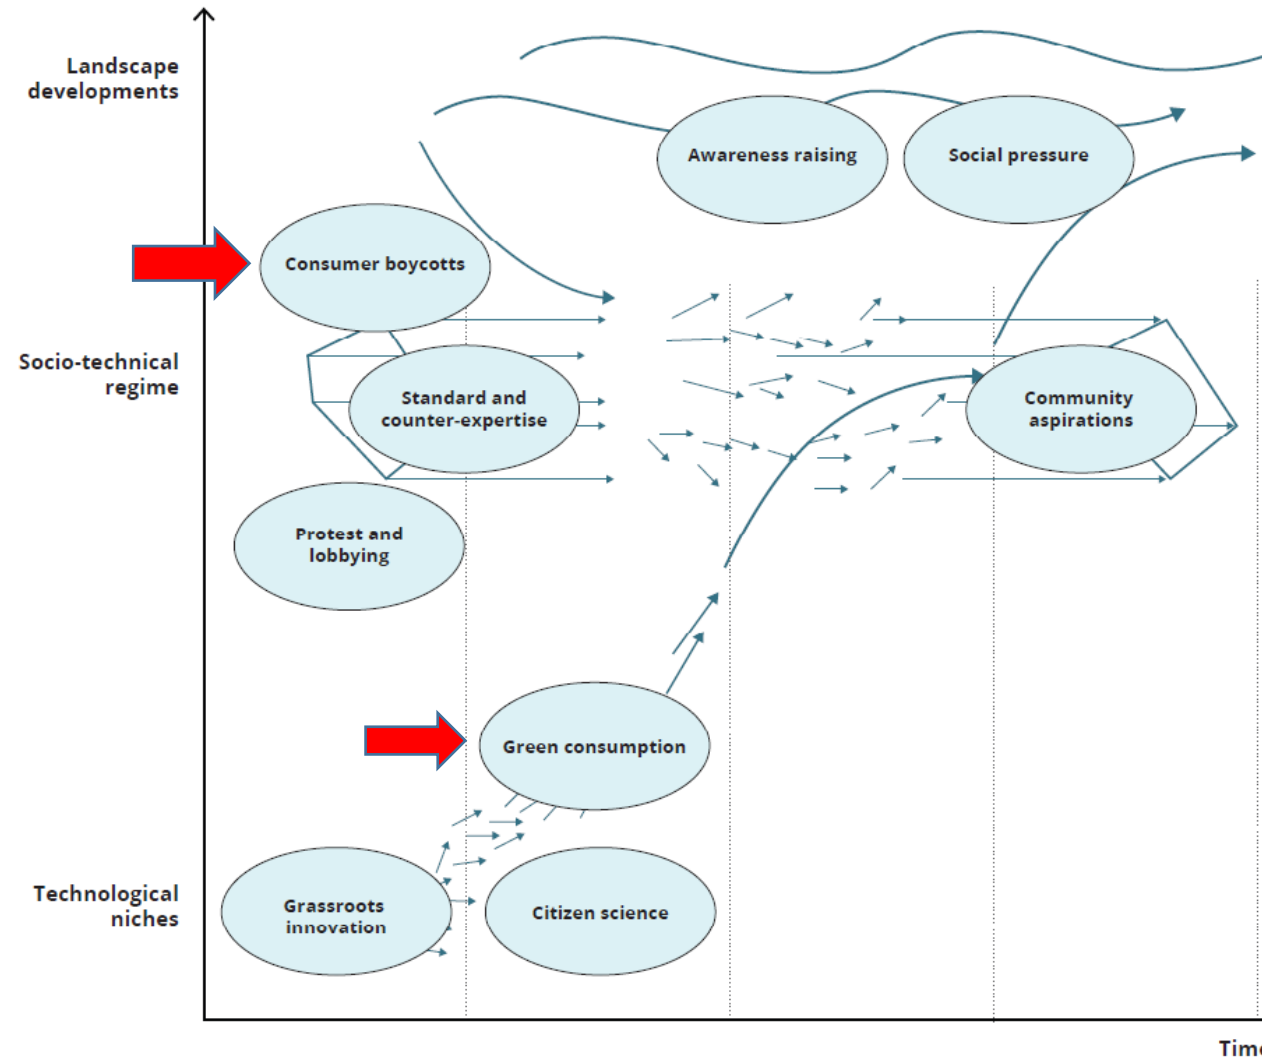 Landscape
developments
Awareness raising
Social pressure
Consumer boycotts
Socio-technical
regime
Standard and
counter-expertise
Community
aspirations
Protest and
lobbying
Green consumption
Technological
niches
Grassroots
innovation
Citizen science
Time